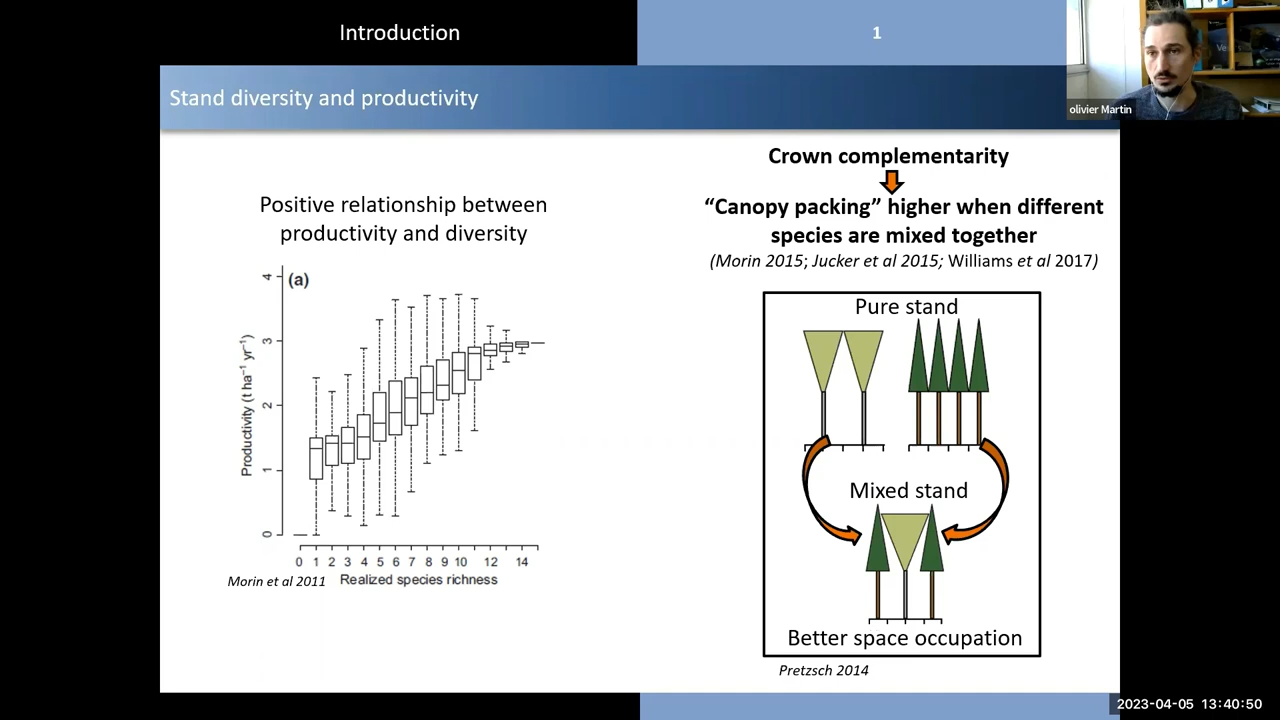 Introduction
1
olivier Martin
Stand diversity and productivity
Positive relationship between
productivity and diversity
(a)
Productivity (t ha⁻¹ yr⁻¹)
4
3
2
1
0
0 1 2 3 4 5 6 7 8 9 10 12 14
Realized species richness
Morin et al 2011
Crown complementarity
“Canopy packing” higher when different
species are mixed together
(Morin 2015; Jucker et al 2015; Williams et al 2017)
Pure stand
Mixed stand
Better space occupation
Pretzsch 2014
2023-04-05 13:40:50